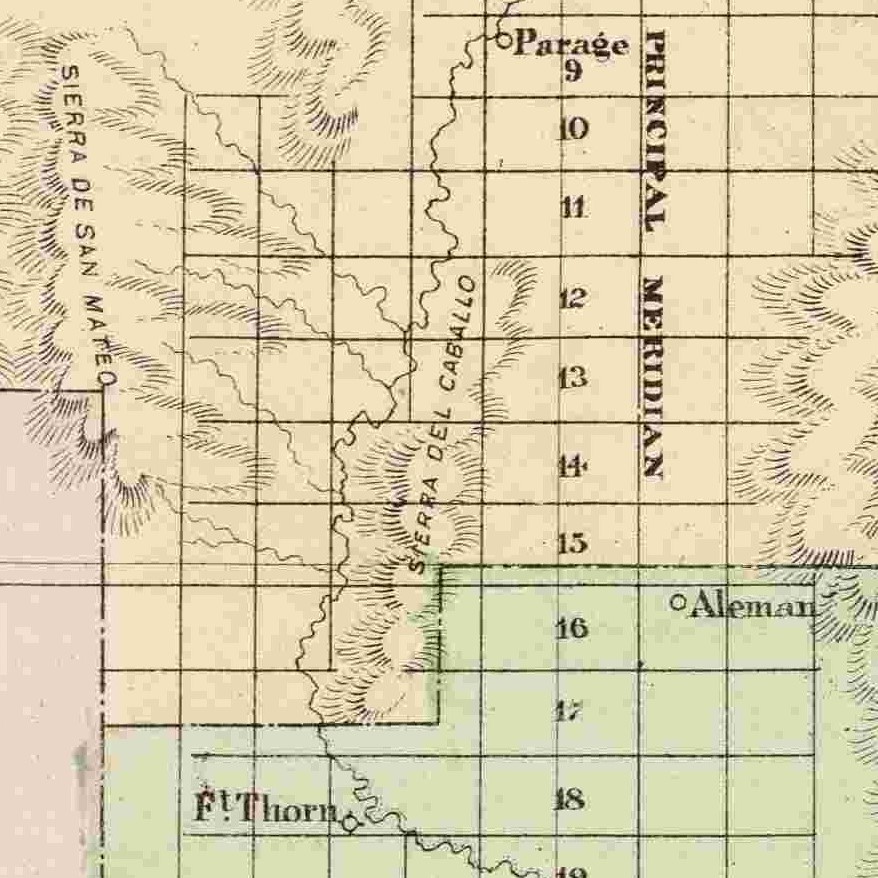 Parage
9
PRINCIPAL MERIDIAN
SIERRA DE SAN MATEO
10
11
12
SIERRA DEL CABALLO
13
14
15
Aleman
16
17
18
Ft. Thorn
19